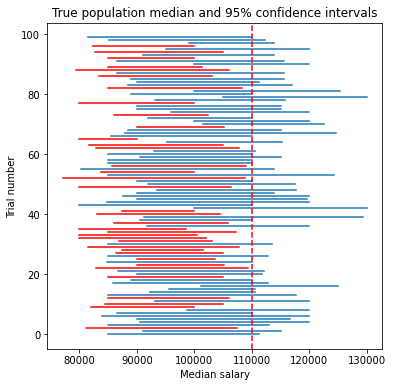 True population median and 95% confidence intervals
100
80
60
40
20
0
Trial number
80000 90000 100000 110000 120000 130000
Median salary